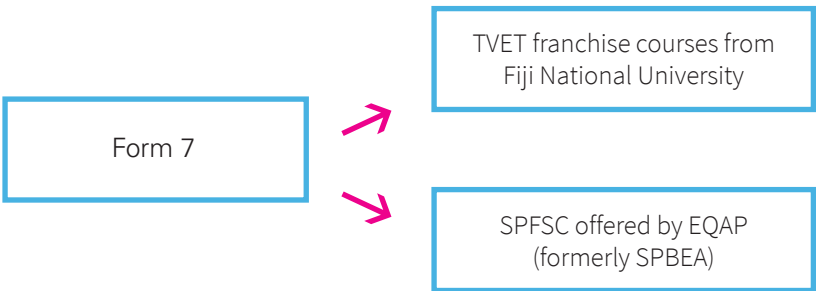 Form 7
TVET franchise courses from
Fiji National University
SPFSC offered by EQAP
(formerly SPBEA)